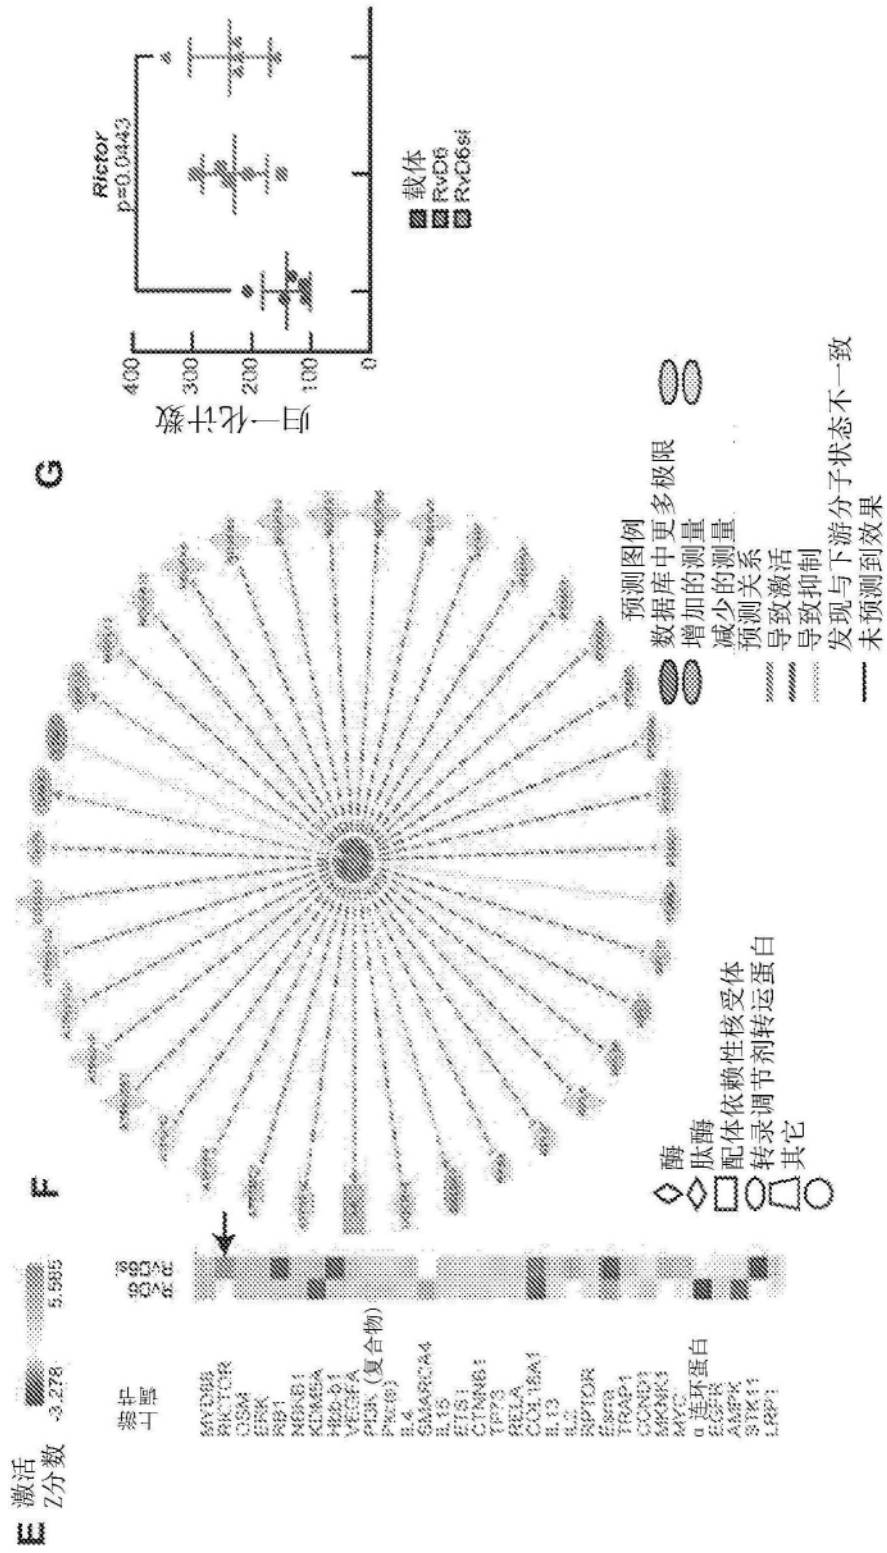 E 激活
Z分数
-3.278
5.585
上游
调节
RvD6
RvD6si
MYD88
RICTOR
OSM
ERK
RB1
KDM5A
VEGFA
PI3K (复合物)
IL4
SMARCA4
IL15
ETS1
CTNNB1
TP73
RELA
COL18A1
IL13
IL2
RPTOR
TRAP1
CCND1
MKNK1
MYC
α 连环蛋白
EGFR
AMPK
STK11
LRP1
F
酶
肽酶
配体依赖性核受体
转录调节剂转运蛋白
其它
预测图例
数据库中更多极限
增加的测量
减少的测量
预测关系
导致激活
导致抑制
发现与下游分子状态不一致
未预测到效果
G
Rictor
p=0.0443
归一化计数
400
300
200
100
0
载体
RvD6
RvD6si